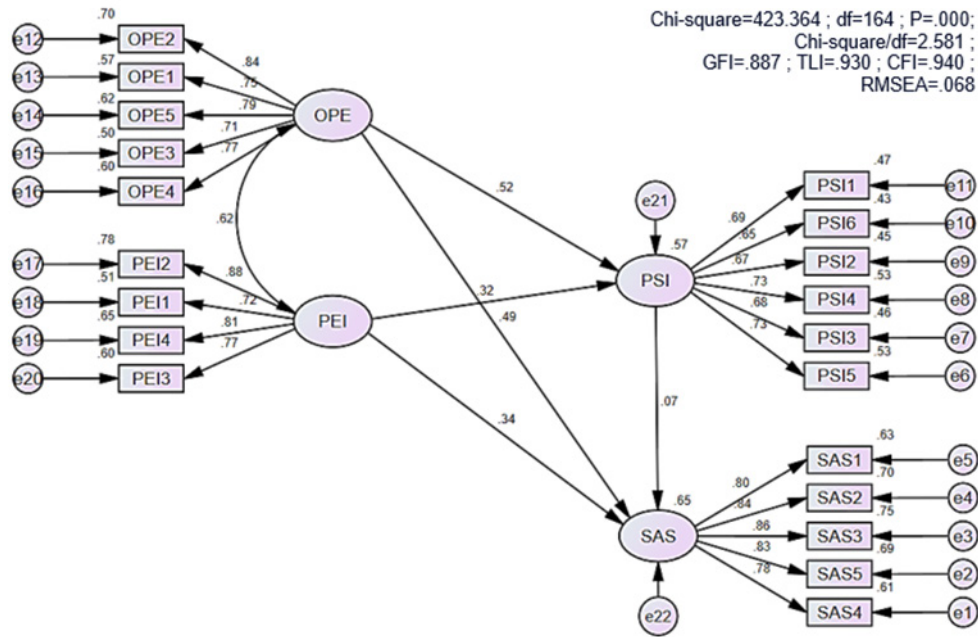 Chi-square=423.364 ; df=164 ; P=.000;
Chi-square/df=2.581 ;
GFI=.887 ; TLI=.930 ; CFI=.940 ;
RMSEA=.068
.70
e12 OPE2
.84
.57
e13 OPE1
.75
.62
e14 OPE5
.79
.50
e15 OPE3
.71
.60
e16 OPE4
.77
OPE
.62
.52
.78
e17 PEI2
.88
.51
e18 PEI1
.72
.65
e19 PEI4
.81
.60
e20 PEI3
.77
PEI
.32
.49
.34
e21
.57
PSI
.07
.47
PSI1 e11
.69
.43
PSI6 e10
.65
.45
PSI2 e9
.67
.53
PSI4 e8
.73
.46
PSI3 e7
.68
.53
PSI5 e6
.73
.65
SAS
e22
.63
SAS1 e5
.80
.70
SAS2 e4
.84
.75
SAS3 e3
.86
.69
SAS5 e2
.83
.61
SAS4 e1
.78